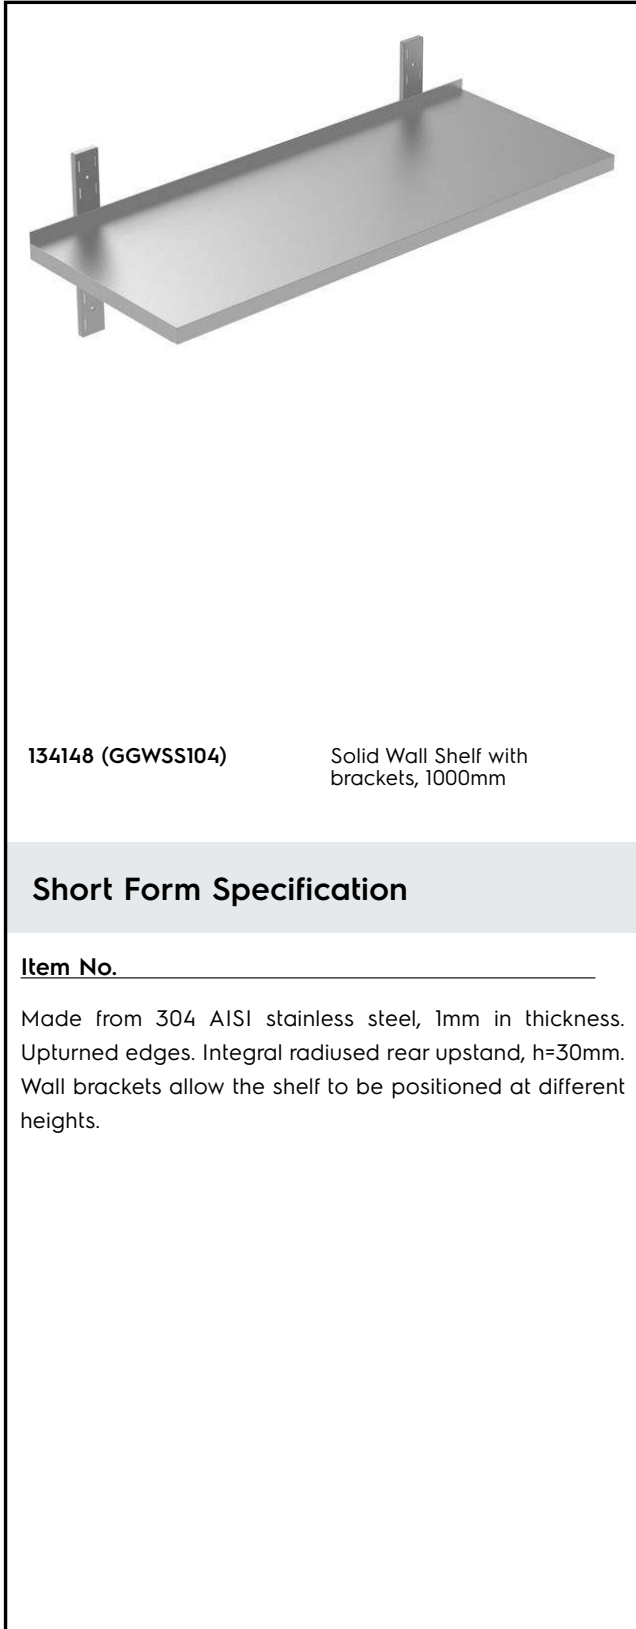 134148 (GGWSS104)
Solid Wall Shelf with
brackets, 1000mm
Short Form Specification
Item No.
Made from 304 AISI stainless steel, 1mm in thickness.
Upturned edges. Integral radiused rear upstand, h=30mm.
Wall brackets allow the shelf to be positioned at different
heights.